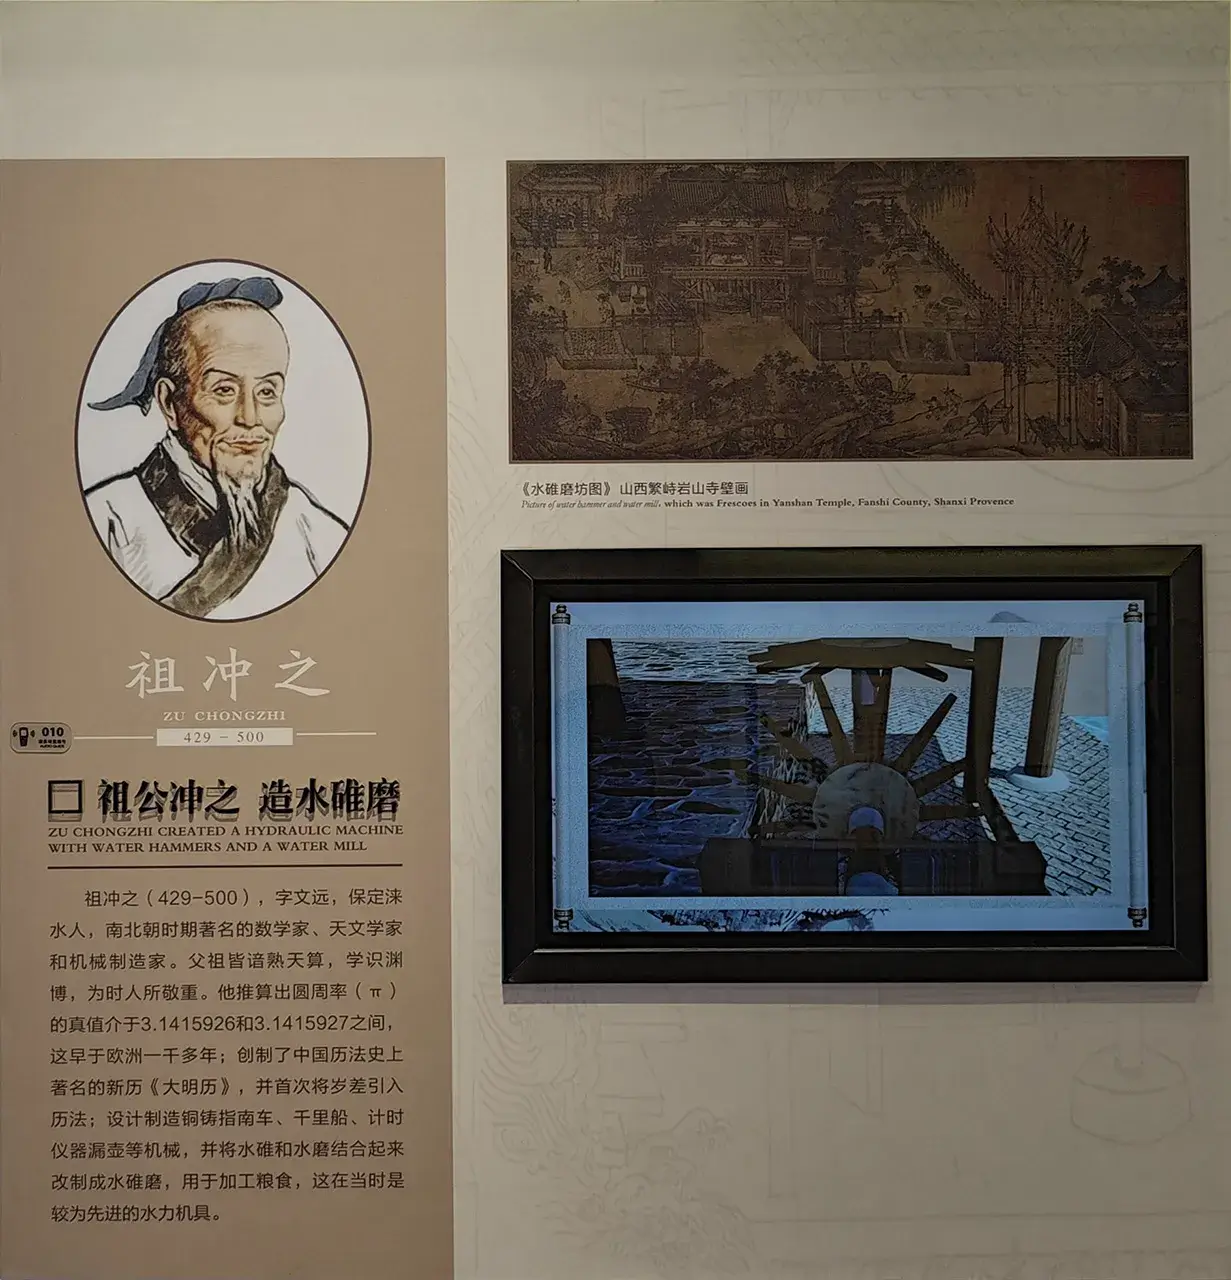 祖冲之
ZU CHONGZHI
010
429 - 500
祖公冲之 造水碓磨
ZU CHONGZHI CREATED A HYDRAULIC MACHINE
WITH WATER HAMMERS AND A WATER MILL
祖冲之（429-500），字文远，保定涞
水人，南北朝时期著名的数学家、天文学家
和机械制造家。父祖皆谙熟天算，学识渊
博，为时人所敬重。他推算出圆周率（π）
的真值介于3.1415926和3.1415927之间，
这早于欧洲一千多年；创制了中国历法史上
著名的新历《大明历》，并首次将岁差引入
历法；设计制造铜铸指南车、千里船、计时
仪器漏壶等机械，并将水碓和水磨结合起来
改制成水碓磨，用于加工粮食，这在当时是
较为先进的水力机具。
《水碓磨坊图》 山西繁峙岩山寺壁画
Picture of water hammer and water mill, which was Frescoes in Yanshan Temple, Fanshi County, Shanxi Provence